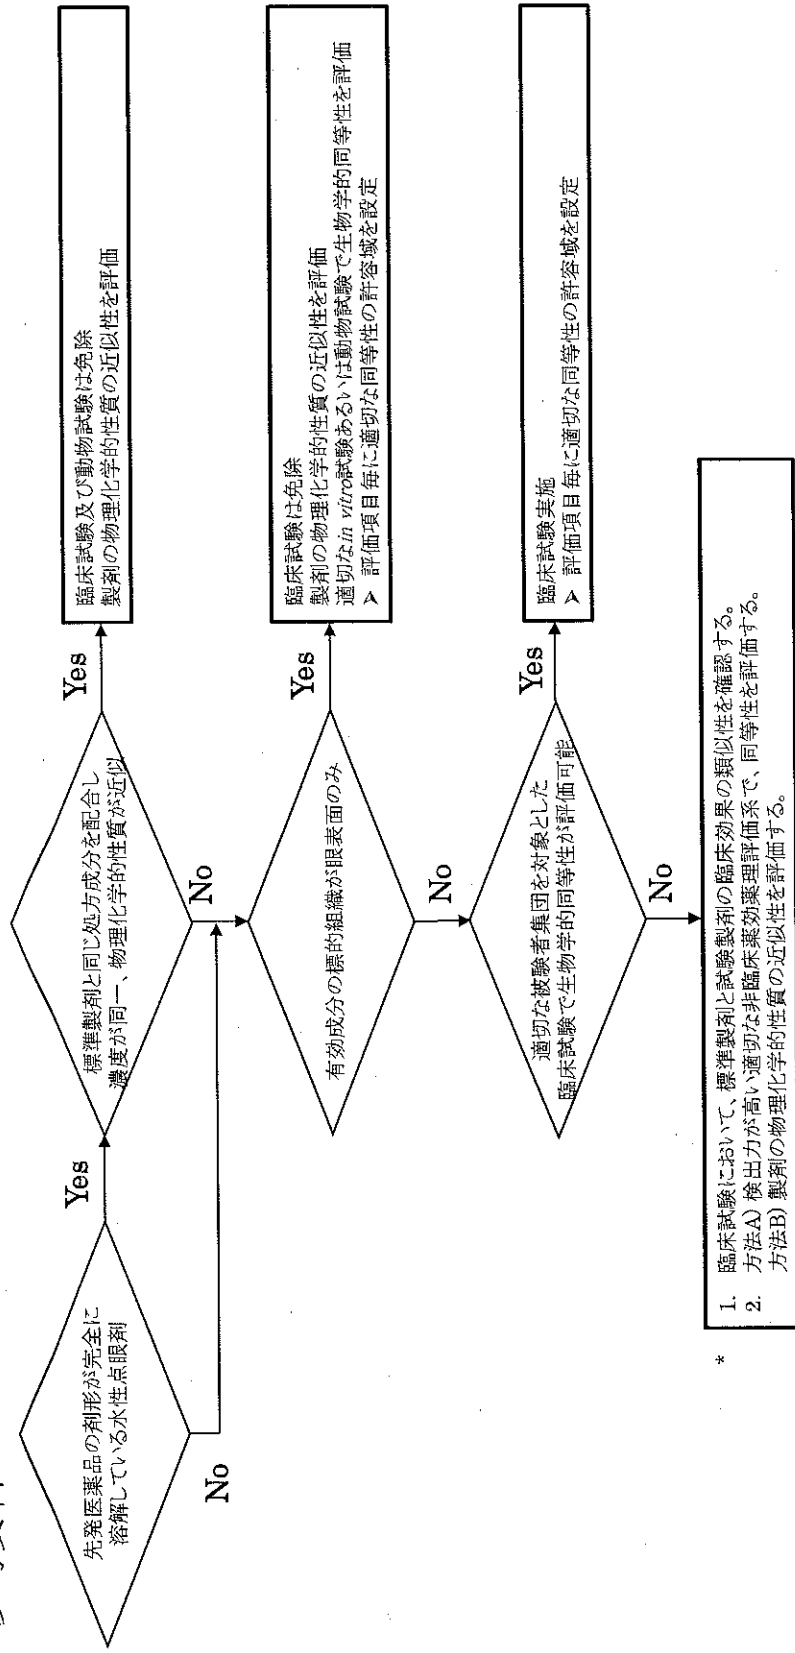 先発医薬品の剤形が完全に
溶解している水性点眼剤
Yes
No
標準製剤と同じ処方成分を配合し
濃度が同一、物理化学的性質が近似
Yes
No
臨床試験及び動物試験は免除
製剤の物理化学的性質の近似性を評価
有効成分の標的組織が眼表面のみ
Yes
No
臨床試験は免除
製剤の物理化学的性質の近似性を評価
適切なin vitro試験あるいは動物試験で生物学的同等性を評価
➢ 評価項目毎に適切な同等性の許容域を設定
適切な被験者集団を対象とした
臨床試験で生物学的同等性が評価可能
Yes
No
臨床試験実施
➢ 評価項目毎に適切な同等性の許容域を設定
*
1. 臨床試験において、標準製剤と試験製剤の臨床効果の類似性を確認する。
2. 方法A) 検出力が高い適切な非臨床薬効薬理評価系で、同等性を評価する。
方法B) 製剤の物理化学的性質の近似性を評価する。